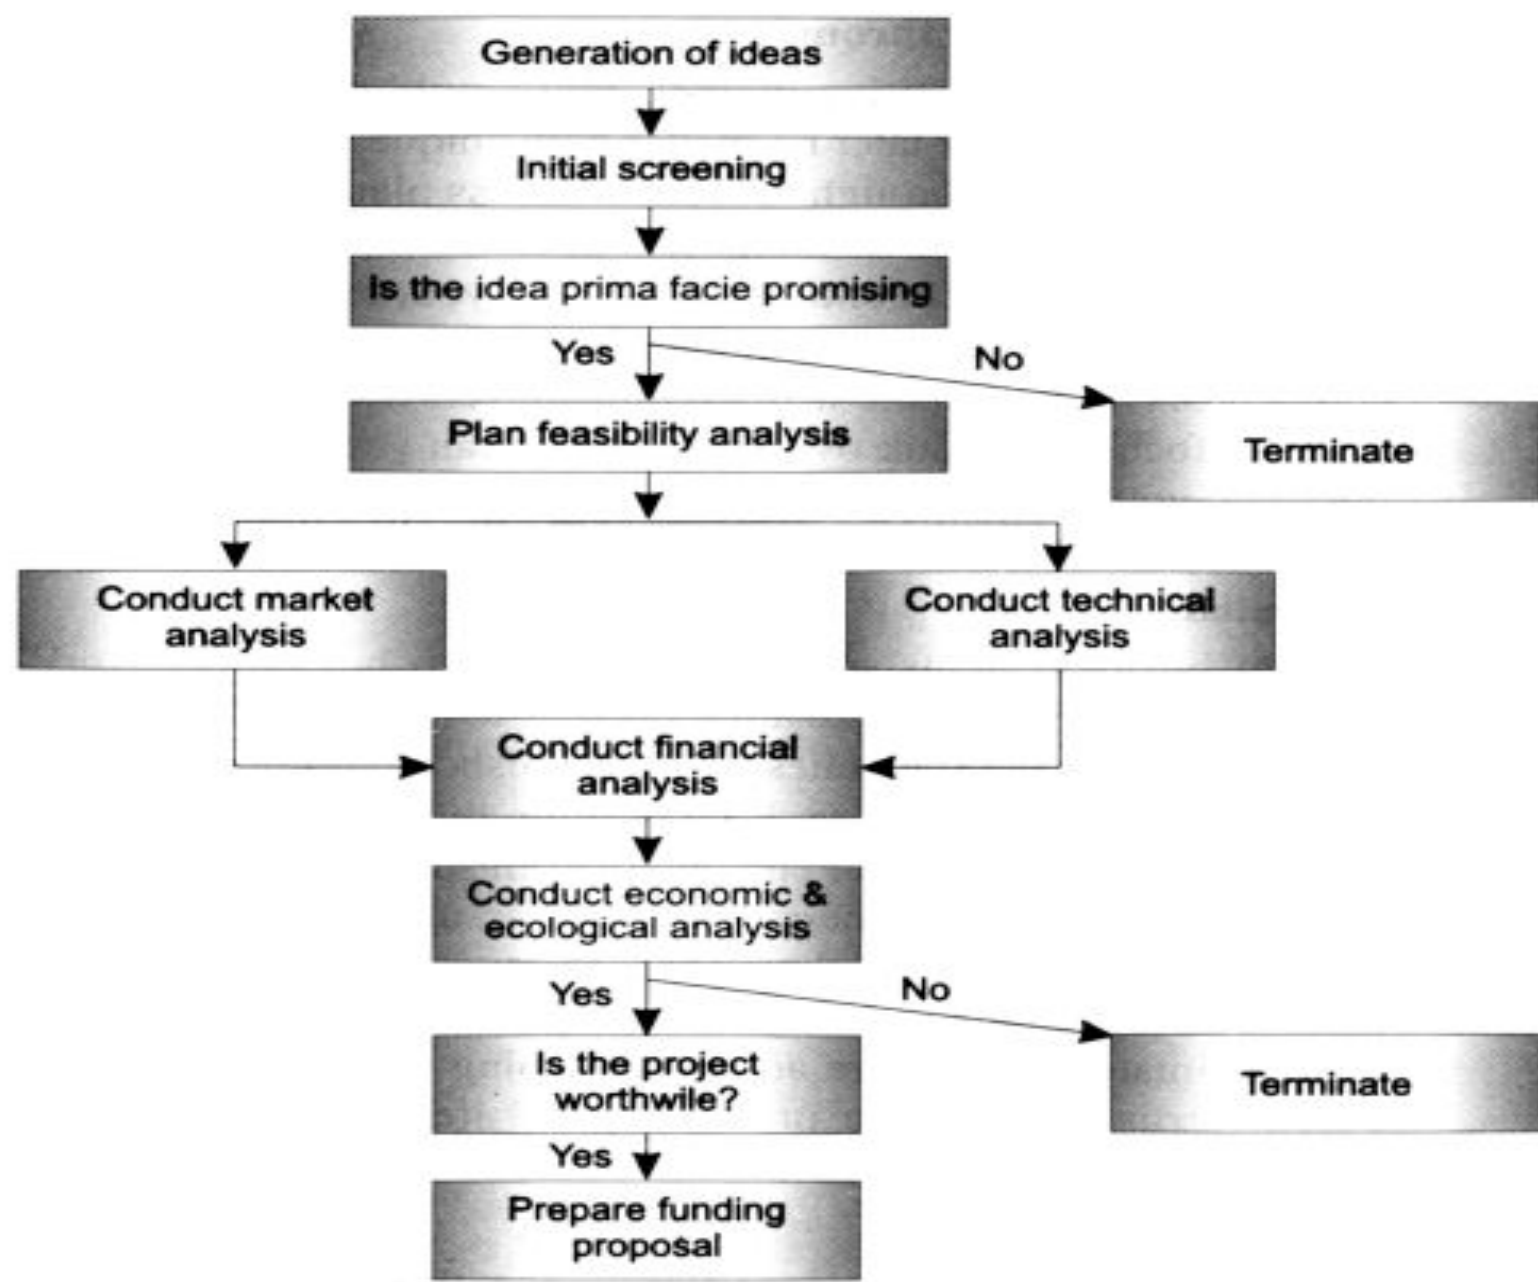 Generation of ideas
Initial screening
Is the idea prima facie promising
Yes
No
Plan feasibility analysis
Terminate
Conduct market
analysis
Conduct technical
analysis
Conduct financial
analysis
Conduct economic &
ecological analysis
Yes
No
Is the project
worthwile?
Terminate
Yes
Prepare funding
proposal